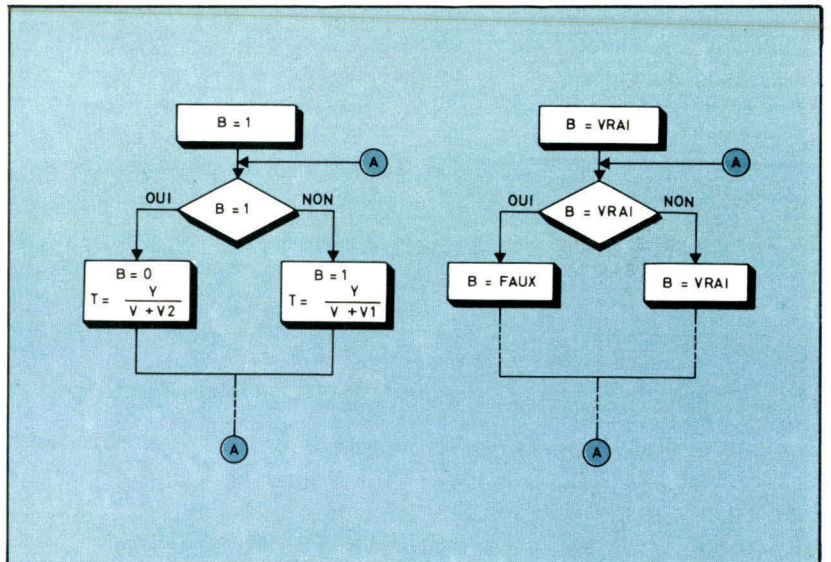 B = 1
A
B = 1
OUI
NON
B = 0
T = Y / V + V2
B = 1
T = Y / V + V1
A
B = VRAI
A
B = VRAI
OUI
NON
B = FAUX
B = VRAI
A